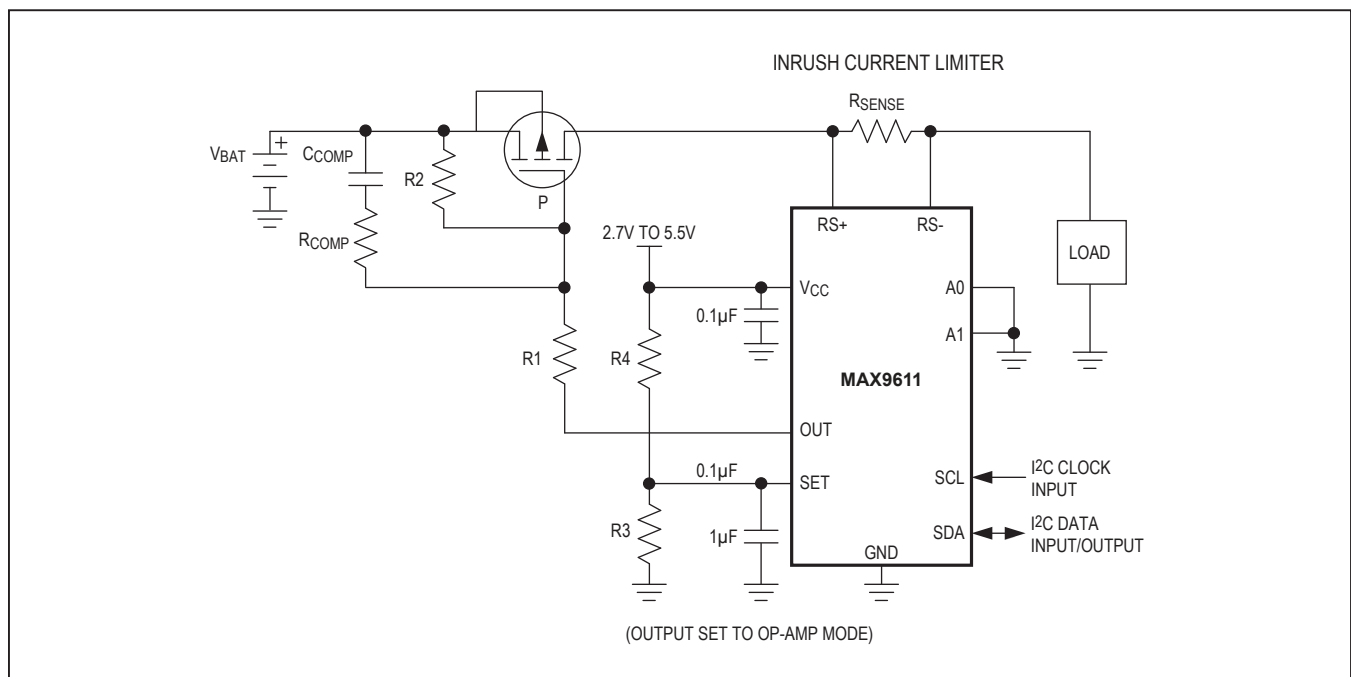 INRUSH CURRENT LIMITER
RSENSE
VBAT
+
CCOMP
R2
P
RCOMP
2.7V TO 5.5V
RS+
RS-
LOAD
VCC
A0
0.1µF
A1
R1
R4
MAX9611
OUT
0.1µF
SET
SCL
I2C CLOCK
INPUT
R3
1µF
SDA
I2C DATA
INPUT/OUTPUT
GND
(OUTPUT SET TO OP-AMP MODE)